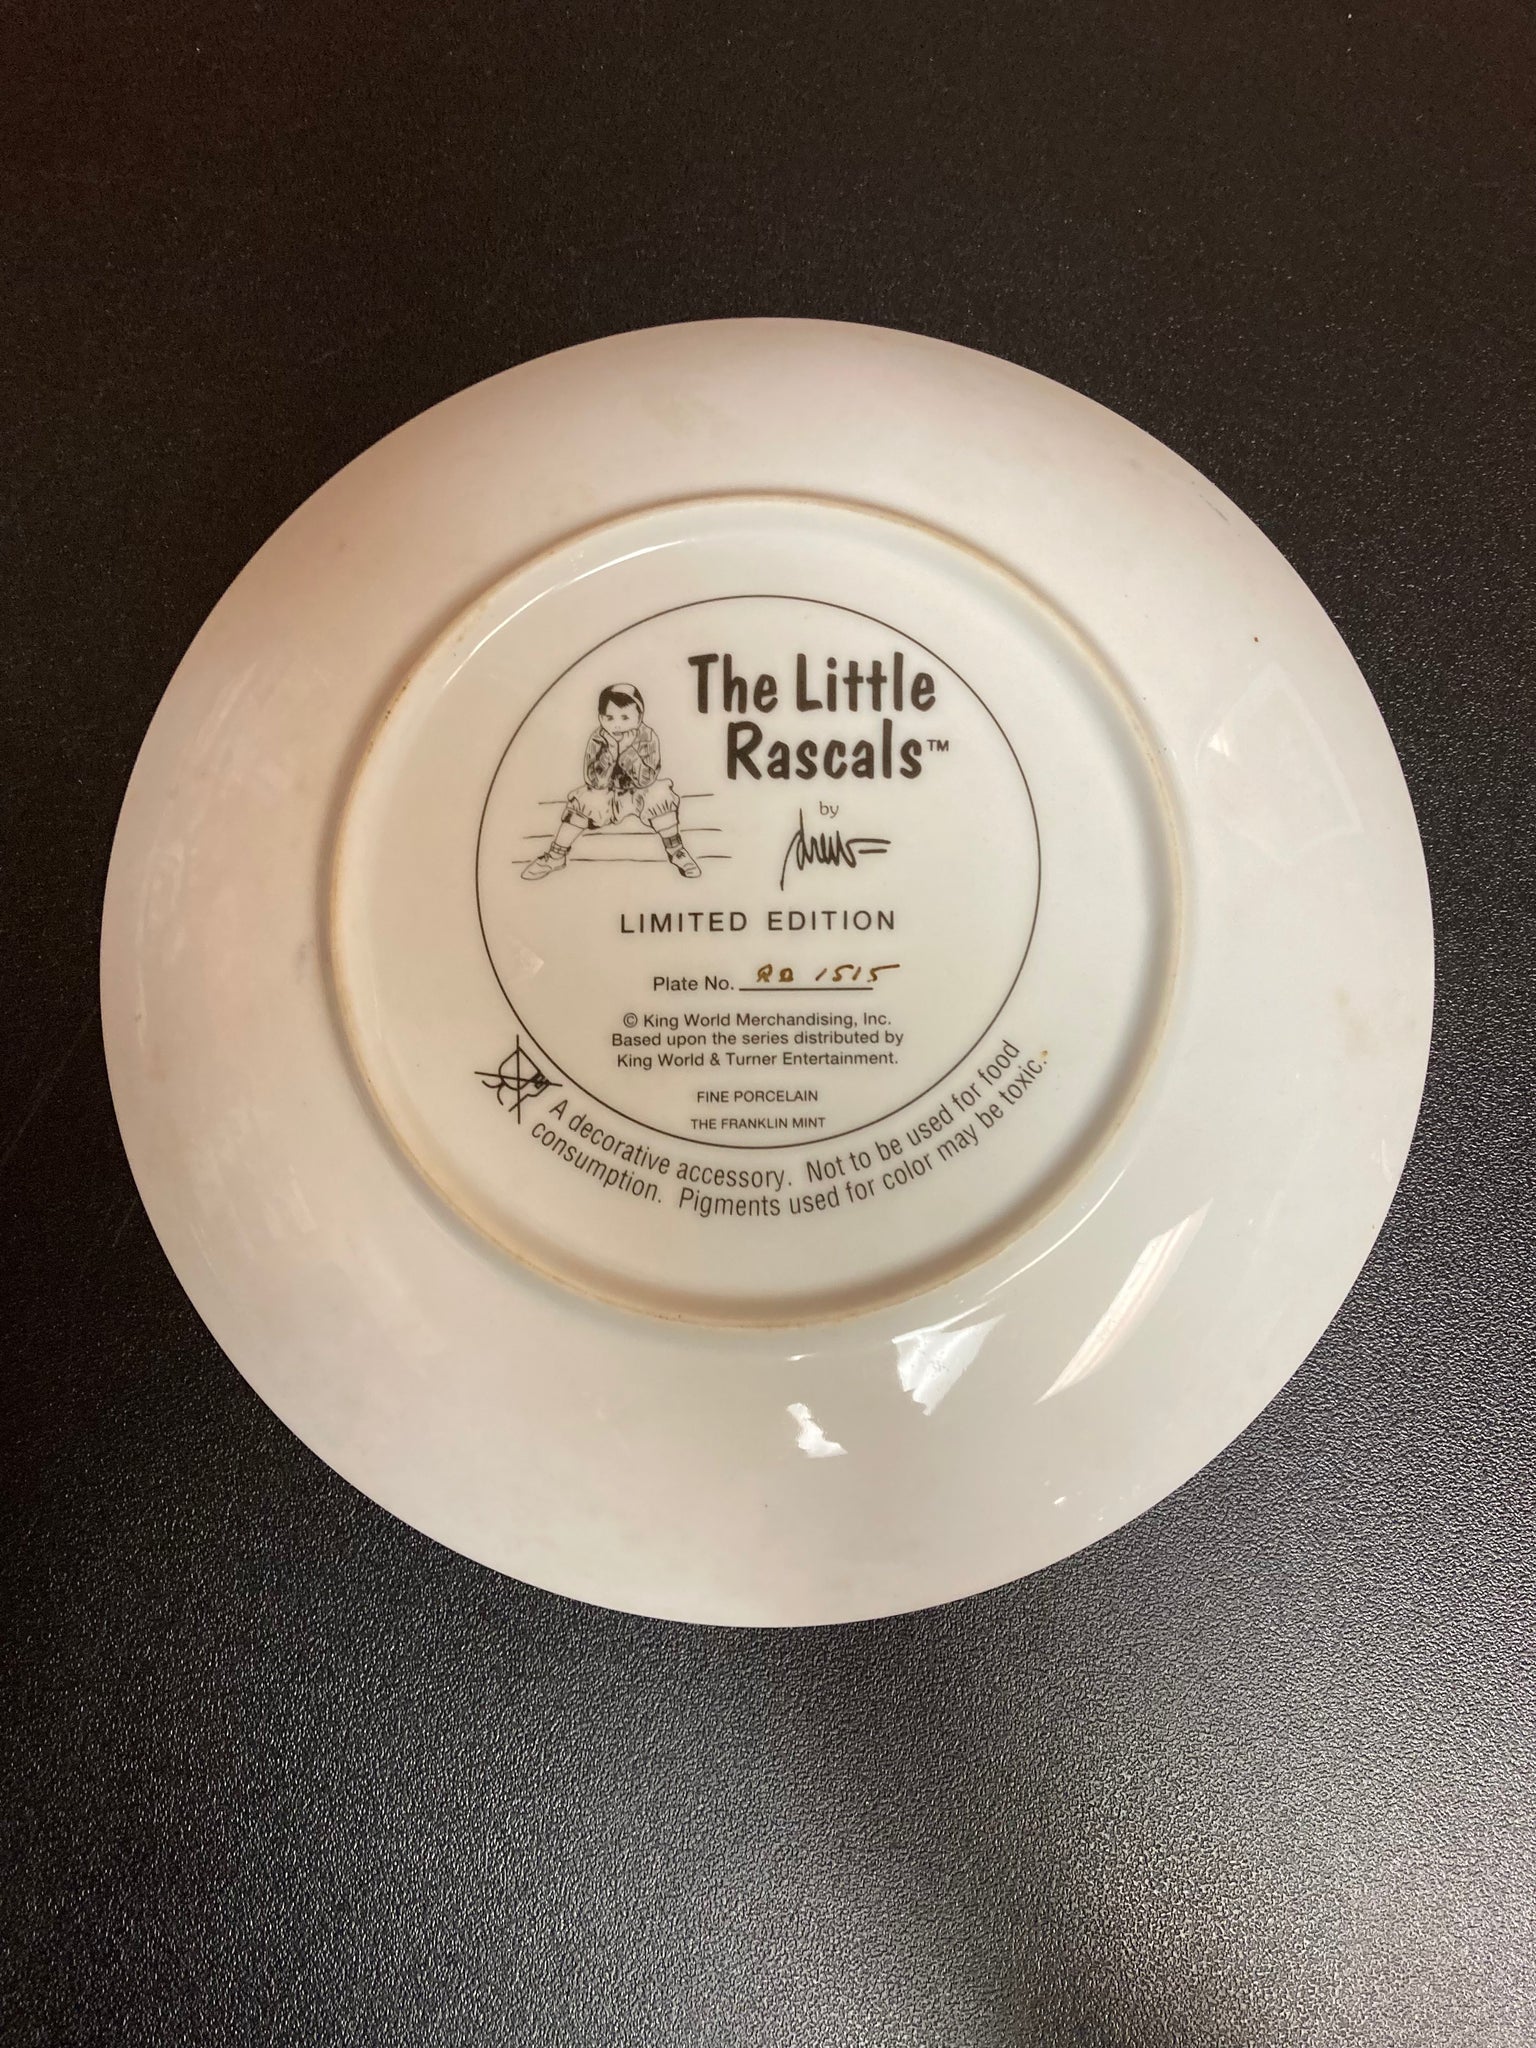 The Little
Rascals™
by
drew
LIMITED EDITION
Plate No. RB 1515
© King World Merchandising, Inc.
Based upon the series distributed by
King World & Turner Entertainment.
FINE PORCELAIN
THE FRANKLIN MINT
A decorative accessory. Not to be used for food
consumption. Pigments used for color may be toxic.